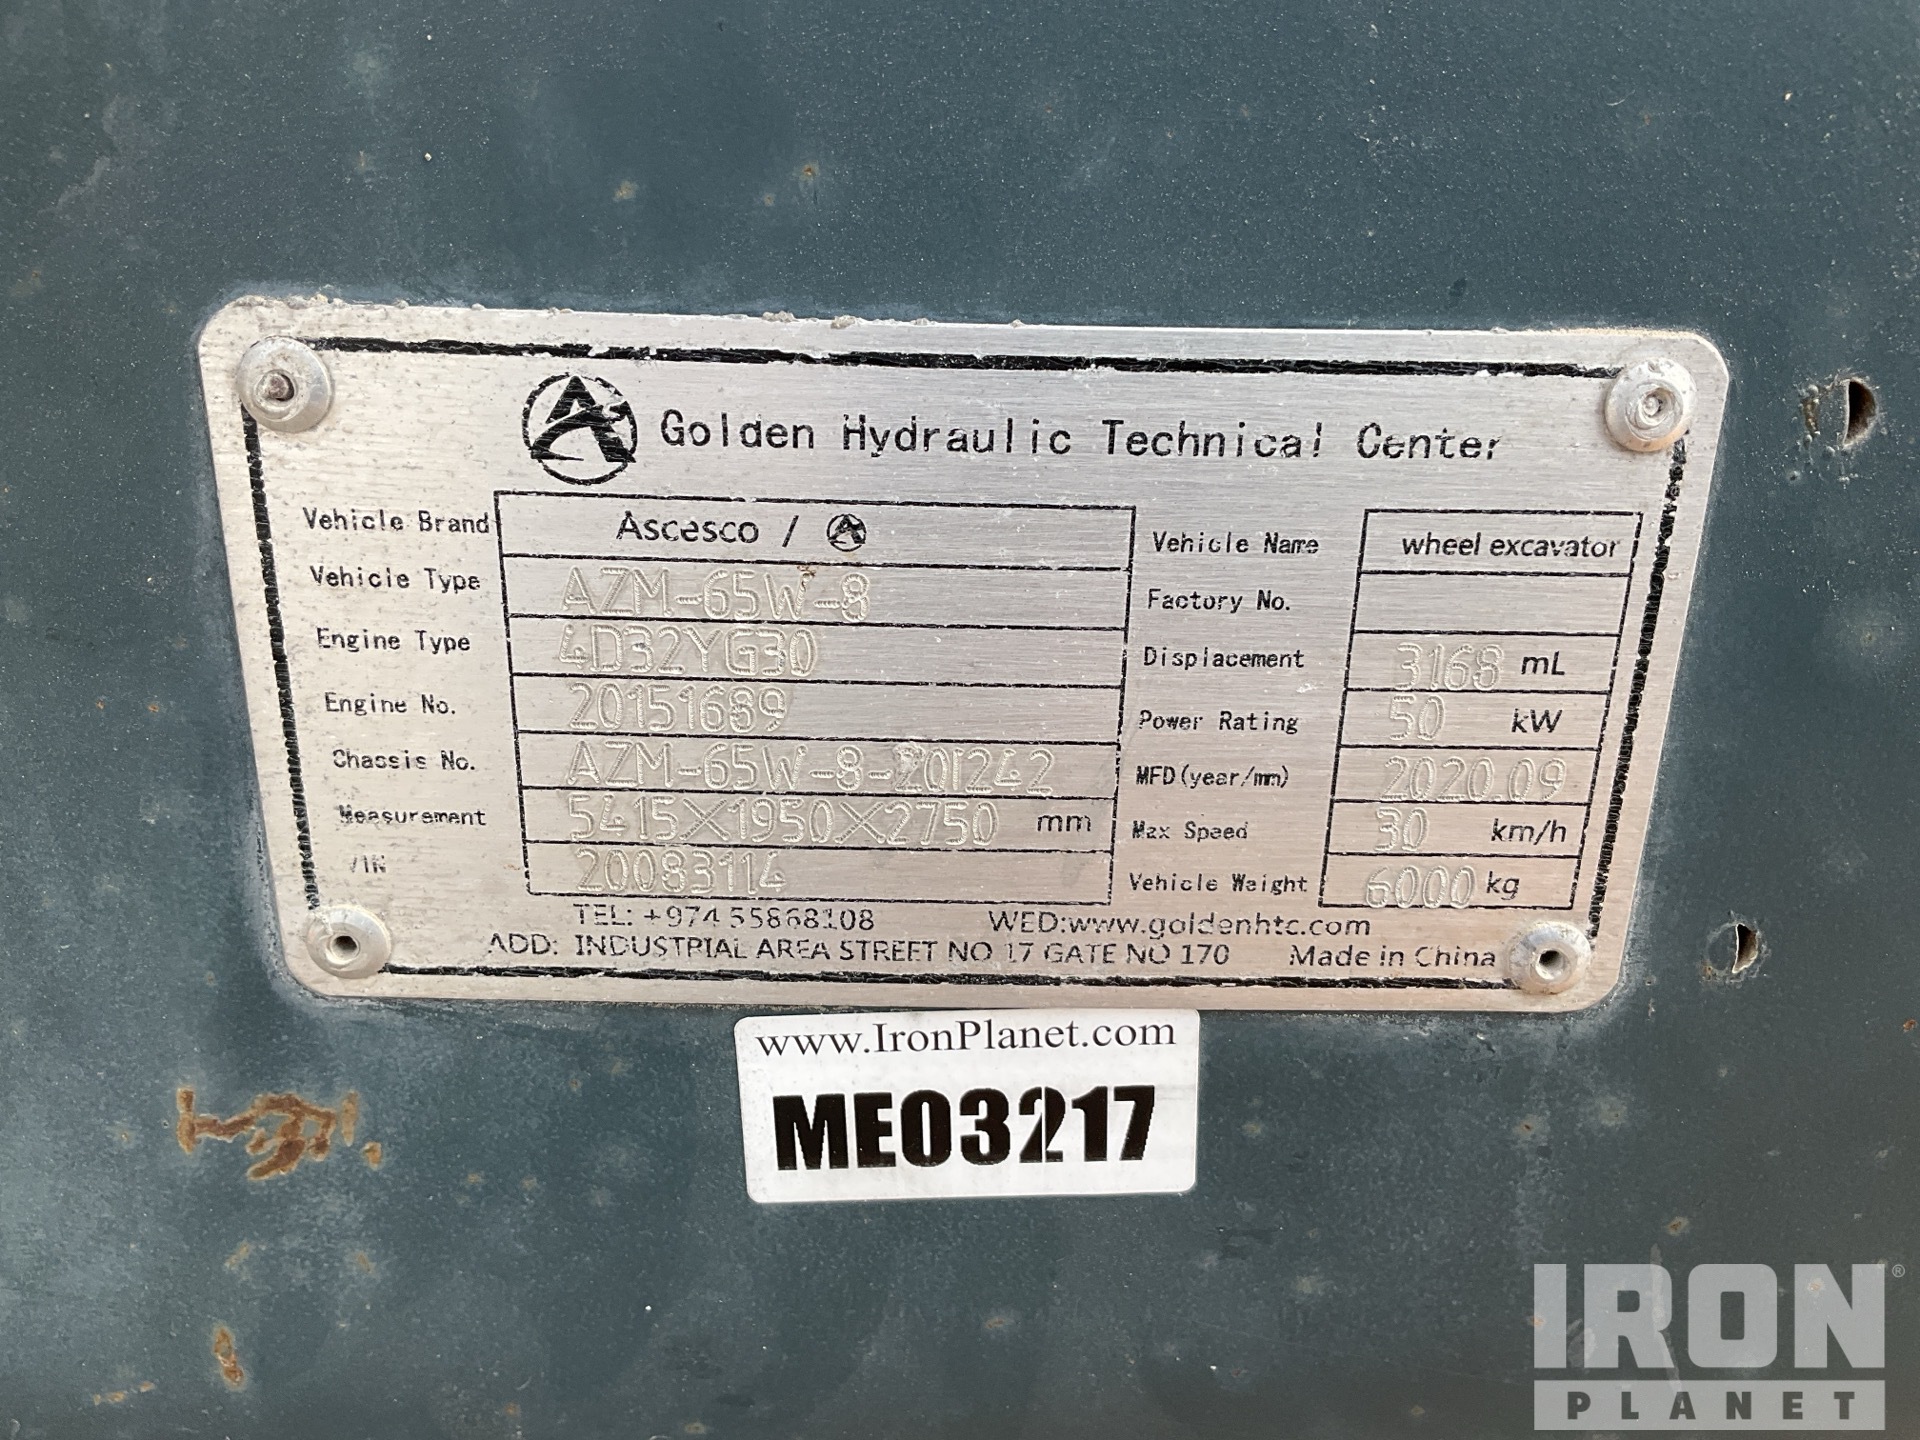 Golden Hydraulic Technical Center
Vehicle Brand Ascesco / Vehicle Name wheel excavator
Vehicle Type AZM-65W-8 Factory No.
Engine Type 4D32YG30 Displacement 3168 mL
Engine No. 20151689 Power Rating 50 kW
Chassis No. AZM-65W-8-201242 MFD(year/mm) 2020.09
Measurement 5415X1950X2750 mm Max Speed 30 km/h
VIN 20083114 Vehicle Weight 6000 kg
TEL: +974 55868108 WED:www.goldenhtc.com
ADD: INDUSTRIAL AREA STREET NO 17 GATE NO 170 Made in China
www.IronPlanet.com
ME03217
IRON ®
PLANET